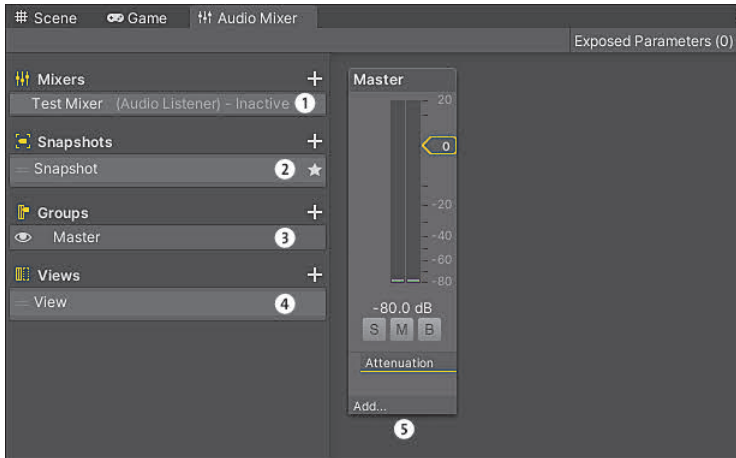 # Scene
Game
Audio Mixer
Exposed Parameters (0)
Mixers +
Test Mixer (Audio Listener) - Inactive 1
Snapshots +
Snapshot 2
Groups +
Master 3
Views +
View 4
Master
20
0
-20
-40
-60
-80
-80.0 dB
S M B
Attenuation
Add...
5